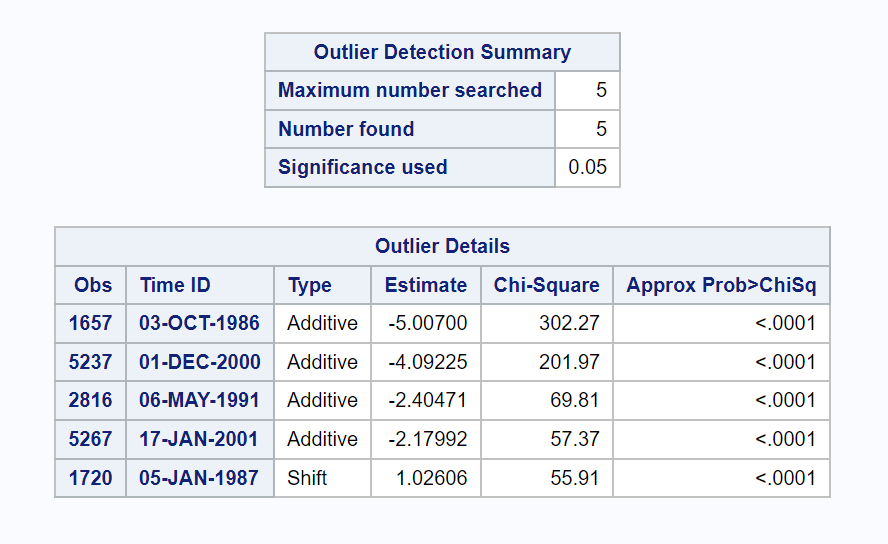 Outlier Detection Summary
Maximum number searched 5
Number found 5
Significance used 0.05
Outlier Details
Obs Time ID Type Estimate Chi-Square Approx Prob>ChiSq
1657 03-OCT-1986 Additive -5.00700 302.27 <.0001
5237 01-DEC-2000 Additive -4.09225 201.97 <.0001
2816 06-MAY-1991 Additive -2.40471 69.81 <.0001
5267 17-JAN-2001 Additive -2.17992 57.37 <.0001
1720 05-JAN-1987 Shift 1.02606 55.91 <.0001